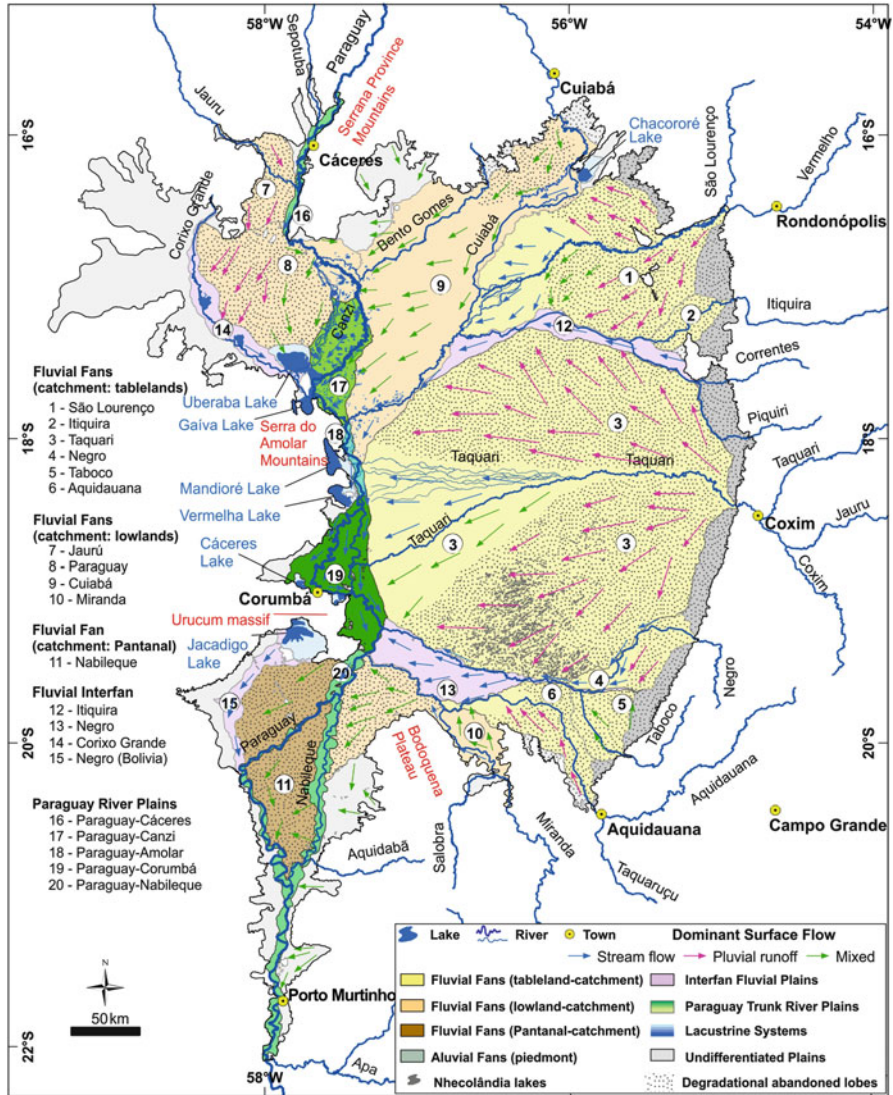 58°W
56°W
54°W
Sepotuba
Paraguay
Jauru
Serrana Province
Mountains
Cuiabá
Chacororé
Lake
São Lourenço
Vermelho
16°S
16°S
Cáceres
Rondonópolis
Corixo Grande
7
16
Bento Gomes
Cuiabá
8
9
1
2
Itiquira
14
Canzi
12
Correntes
17
Piquiri
Fluvial Fans
(catchment: tablelands)
1 - São Lourenço
2 - Itiquira
3 - Taquari
4 - Negro
5 - Taboco
6 - Aquidauana
Uberaba Lake
Gaíva Lake
Serra do
Amolar
Mountains
18
3
18°S
18°S
Taquari
Taquari
Taquari
Mandioré Lake
Vermelha Lake
Coxim
Jauru
Coxim
Fluvial Fans
(catchment: lowlands)
7 - Jaurú
8 - Paraguay
9 - Cuiabá
10 - Miranda
Cáceres
Lake
Taquari
3
3
19
Corumbá
Urucum massif
Jacadigo
Lake
Fluvial Fan
(catchment: Pantanal)
11 - Nabileque
Fluvial Interfan
12 - Itiquira
13 - Negro
14 - Corixo Grande
15 - Negro (Bolivia)
20
15
13
6
4
5
Negro
Taboco
Paraguay
Nabileque
11
10
Bodoquena
Plateau
20°S
20°S
Aquidauana
Paraguay River Plains
16 - Paraguay-Cáceres
17 - Paraguay-Canzi
18 - Paraguay-Amolar
19 - Paraguay-Corumbá
20 - Paraguay-Nabileque
Aquidabã
Salobra
Miranda
Aquidauana
Campo Grande
Taquaruçu
N
50 km
Porto Murtinho
22°S
58°W
Apa
56°W
54°W
Lake
River
Town
Dominant Surface Flow
Stream flow
Pluvial runoff
Mixed
Fluvial Fans (tableland-catchment)
Interfan Fluvial Plains
Fluvial Fans (lowland-catchment)
Paraguay Trunk River Plains
Fluvial Fans (Pantanal-catchment)
Lacustrine Systems
Aluvial Fans (piedmont)
Undifferentiated Plains
Nhecolândia lakes
Degradational abandoned lobes